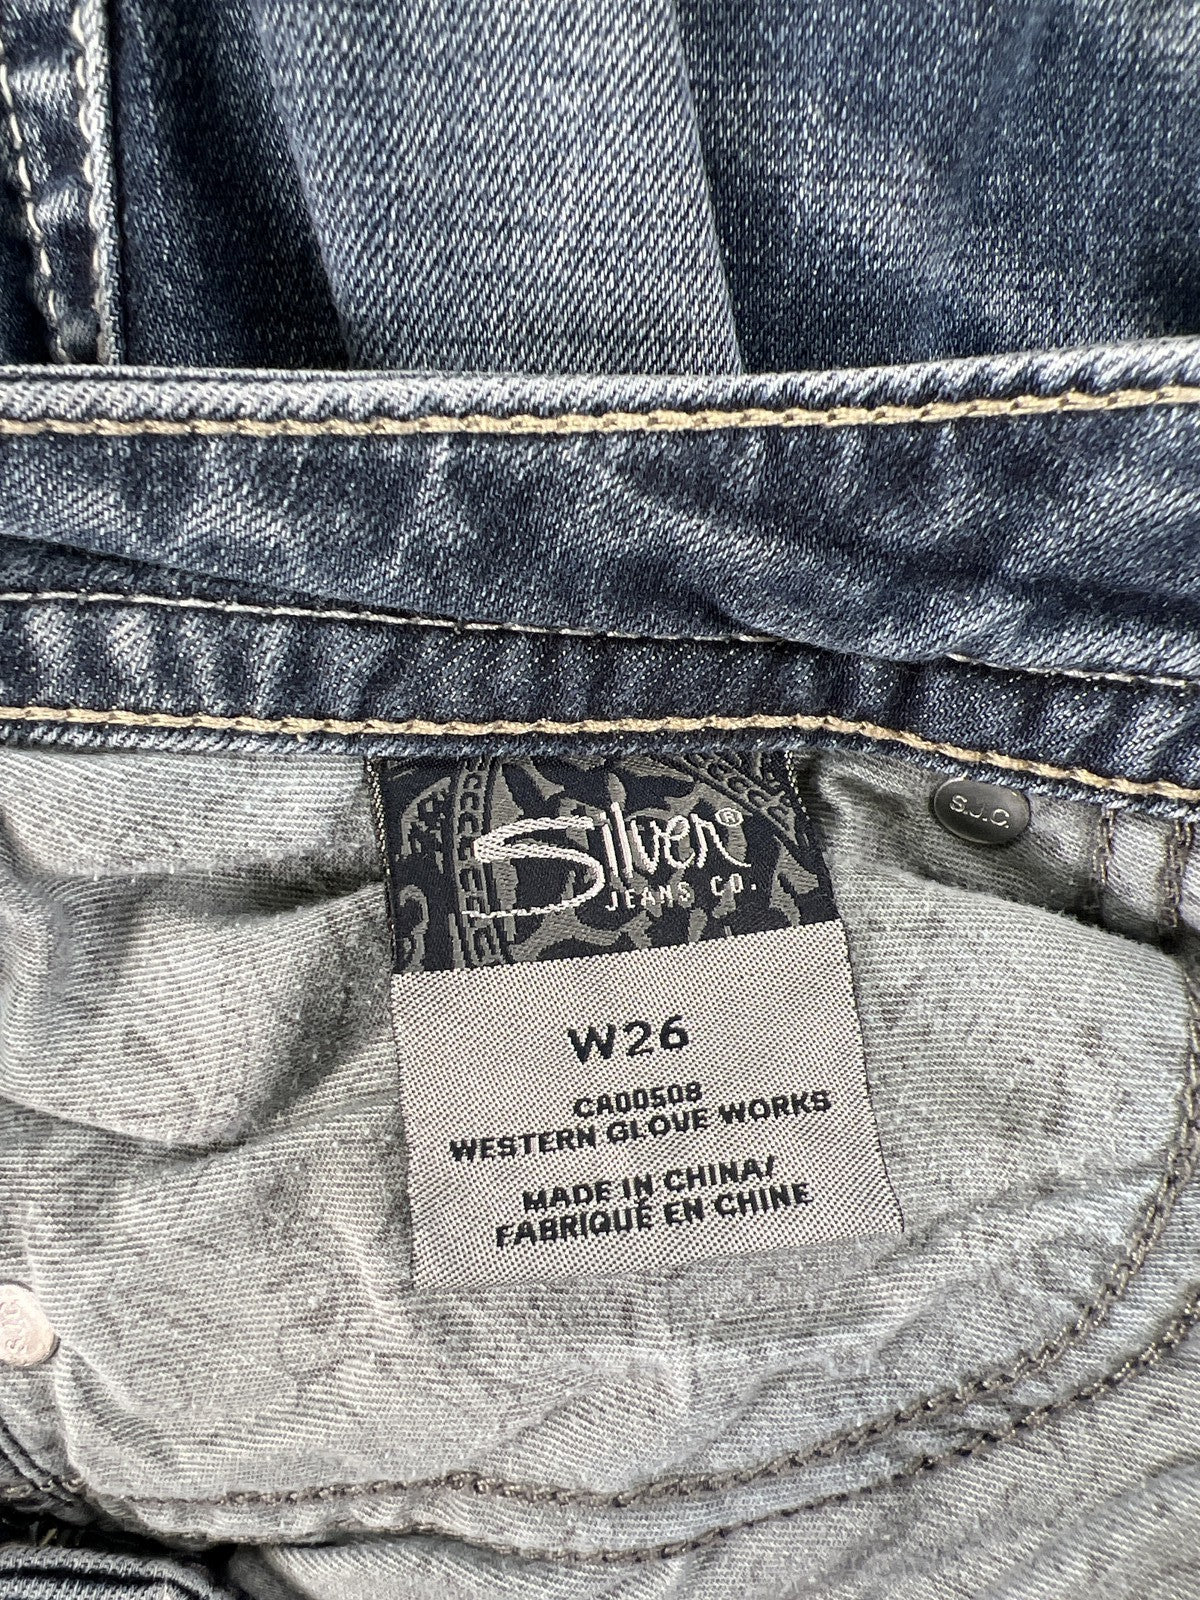 Silver®
JEANS CO.
S.J.C.
W26
CA00508
WESTERN GLOVE WORKS
MADE IN CHINA/
FABRIQUÉ EN CHINE